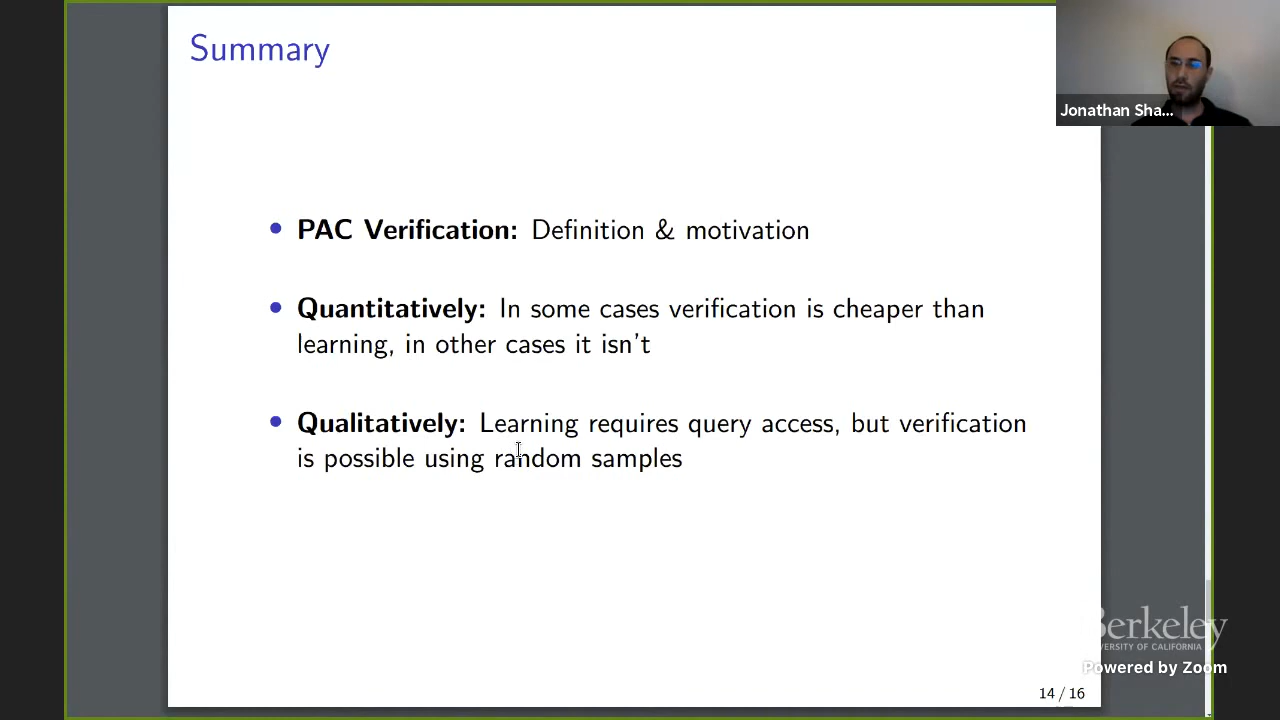 Summary
Jonathan Sha...
• PAC Verification: Definition & motivation
• Quantitatively: In some cases verification is cheaper than
learning, in other cases it isn't
• Qualitatively: Learning requires query access, but verification
is possible using random samples
Berkeley
UNIVERSITY OF CALIFORNIA
Powered by Zoom
14 / 16